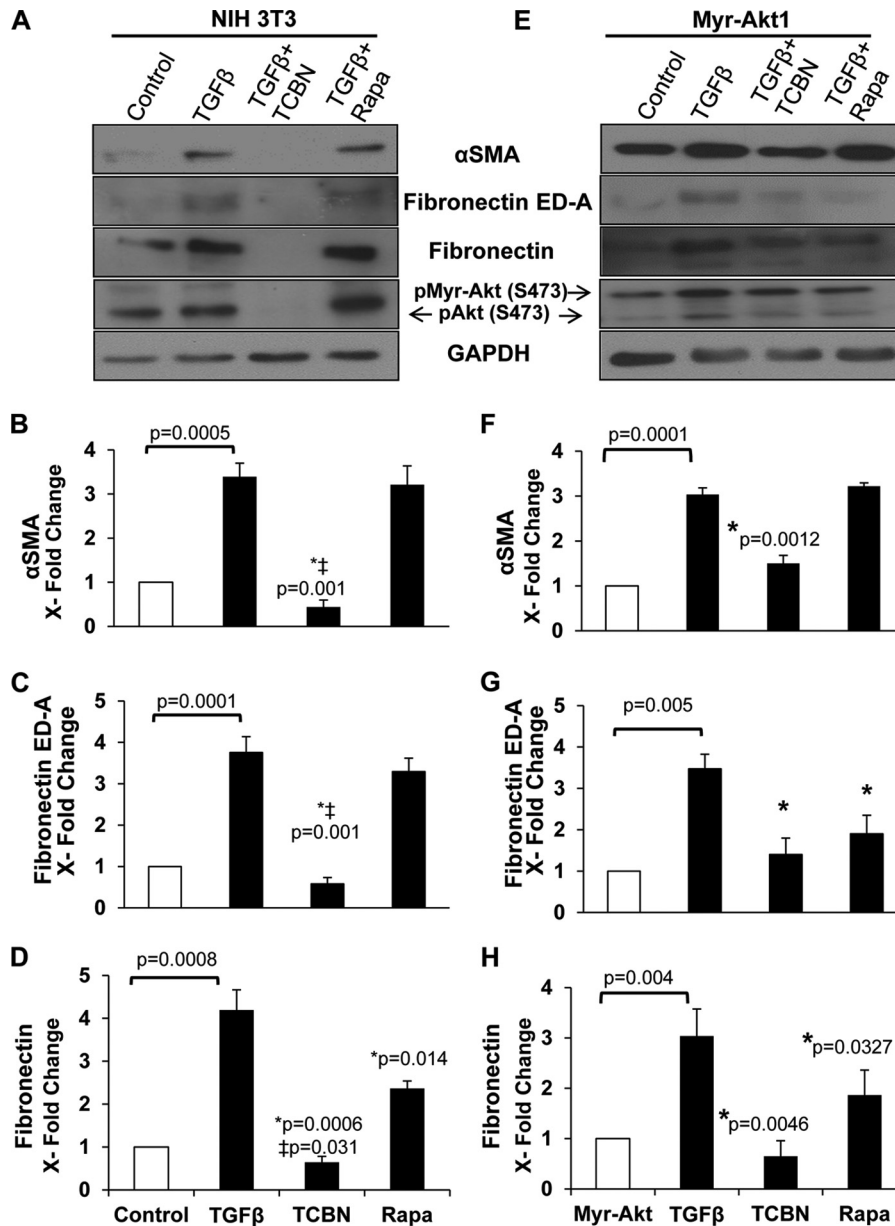 A
NIH 3T3
Control
TGFβ
TGFβ+
TCBN
TGFβ+
Rapa
E
Myr-Akt1
Control
TGFβ
TGFβ+
TCBN
TGFβ+
Rapa
αSMA
Fibronectin ED-A
Fibronectin
pMyr-Akt (S473)→
← pAkt (S473) →
GAPDH
B
αSMA
X- Fold Change
4
3
2
1
0
p=0.0005
*‡
p=0.001
F
αSMA
X- Fold Change
4
3
2
1
0
p=0.0001
*
p=0.0012
C
Fibronectin ED-A
X- Fold Change
5
4
3
2
1
0
p=0.0001
*‡
p=0.001
G
Fibronectin ED-A
X- Fold Change
5
4
3
2
1
0
p=0.005
*
*
D
Fibronectin
X- Fold Change
5
4
3
2
1
0
p=0.0008
*p=0.0006
‡p=0.031
*p=0.014
Control
TGFβ
TCBN
Rapa
H
Fibronectin
X- Fold Change
4
3
2
1
0
p=0.004
*
p=0.0046
*
p=0.0327
Myr-Akt
TGFβ
TCBN
Rapa